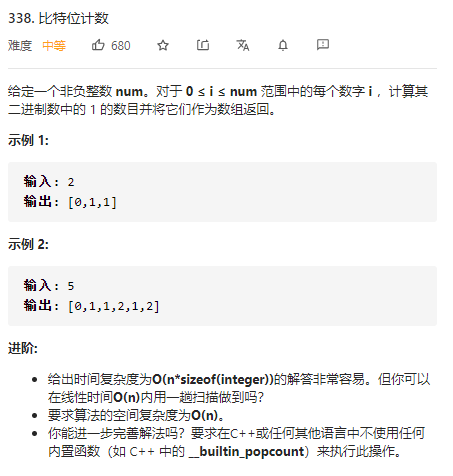 338. 比特位计数
难度 中等 680
给定一个非负整数 num。对于 0 ≤ i ≤ num 范围中的每个数字 i ，计算其
二进制数中的 1 的数目并将它们作为数组返回。
示例 1:
输入: 2
输出: [0,1,1]
示例 2:
输入: 5
输出: [0,1,1,2,1,2]
进阶:
• 给出时间复杂度为O(n*sizeof(integer))的解答非常容易。但你可以
在线性时间O(n)内用一趟扫描做到吗？
• 要求算法的空间复杂度为O(n)。
• 你能进一步完善解法吗？要求在C++或任何其他语言中不使用任何
内置函数（如 C++ 中的 __builtin_popcount）来执行此操作。